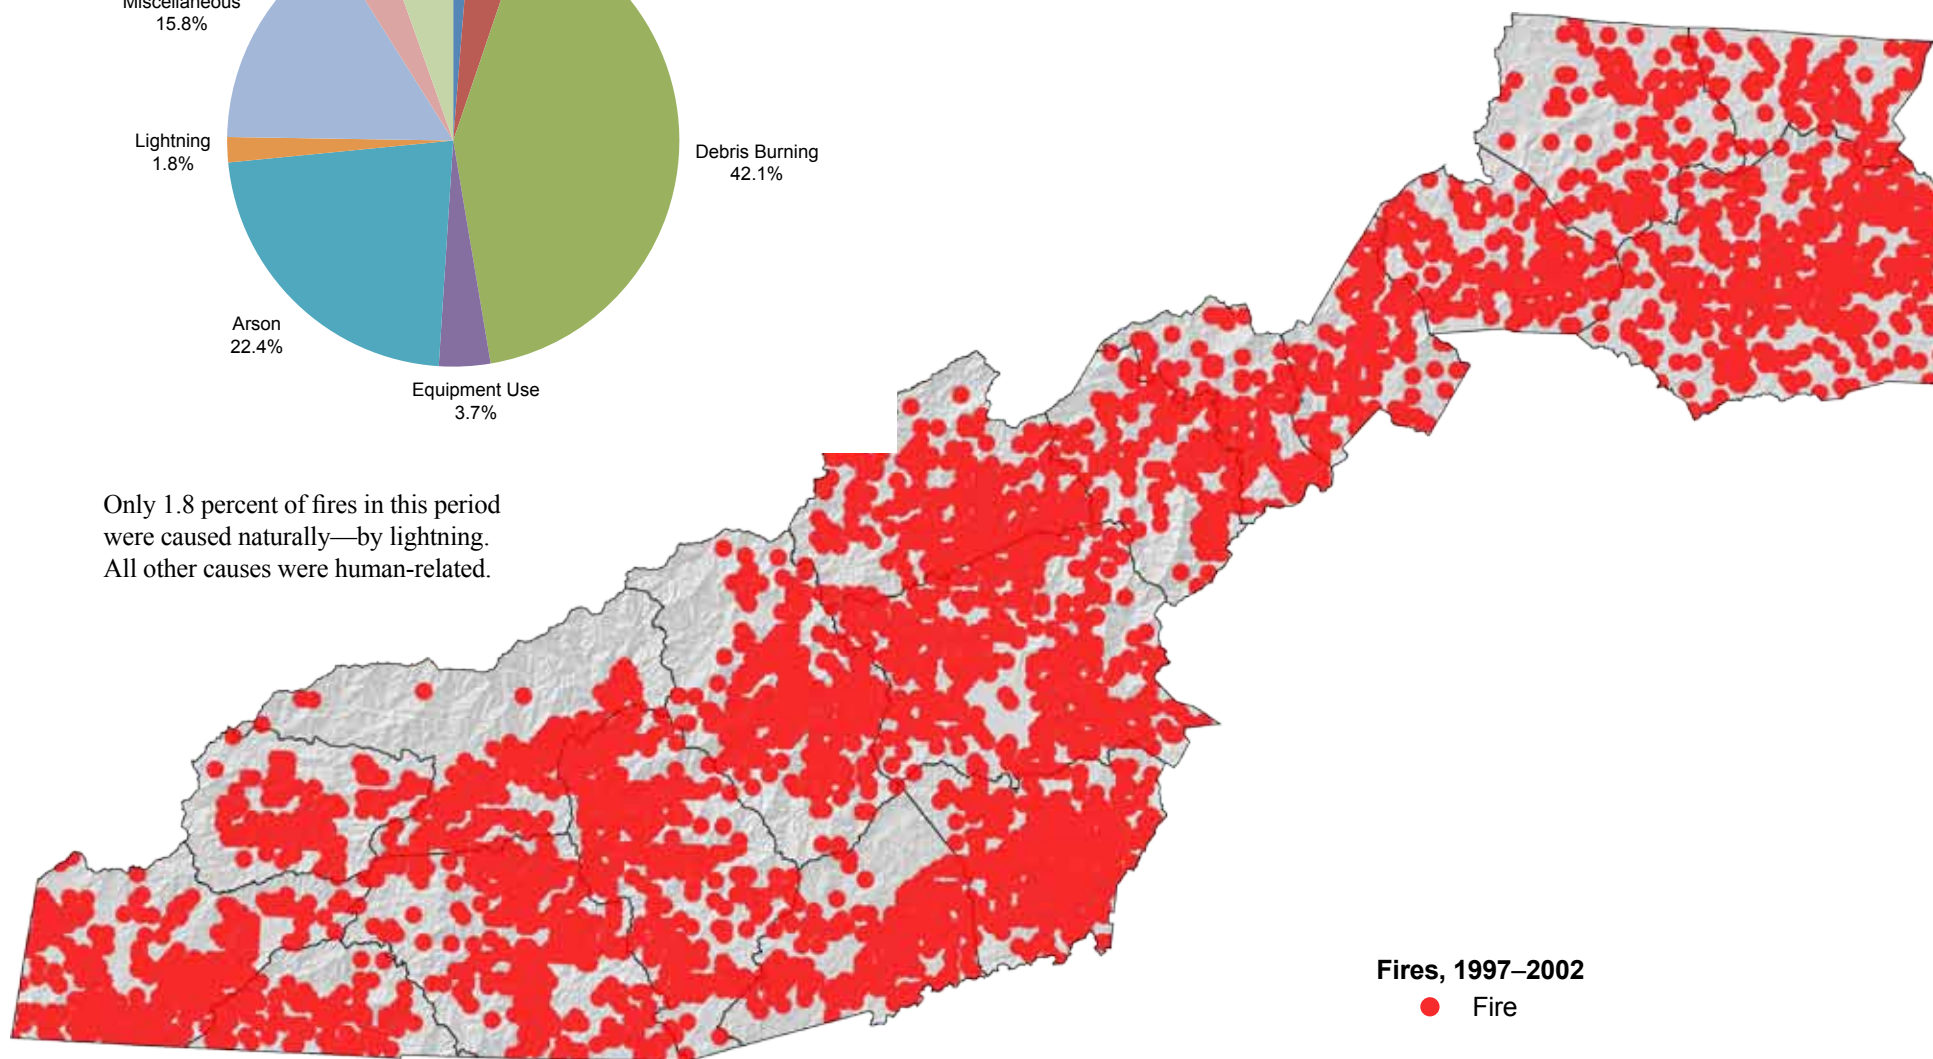 Miscellaneous
15.8%
Lightning
1.8%
Debris Burning
42.1%
Arson
22.4%
Equipment Use
3.7%
Only 1.8 percent of fires in this period
were caused naturally—by lightning.
All other causes were human-related.
Fires, 1997–2002
Fire